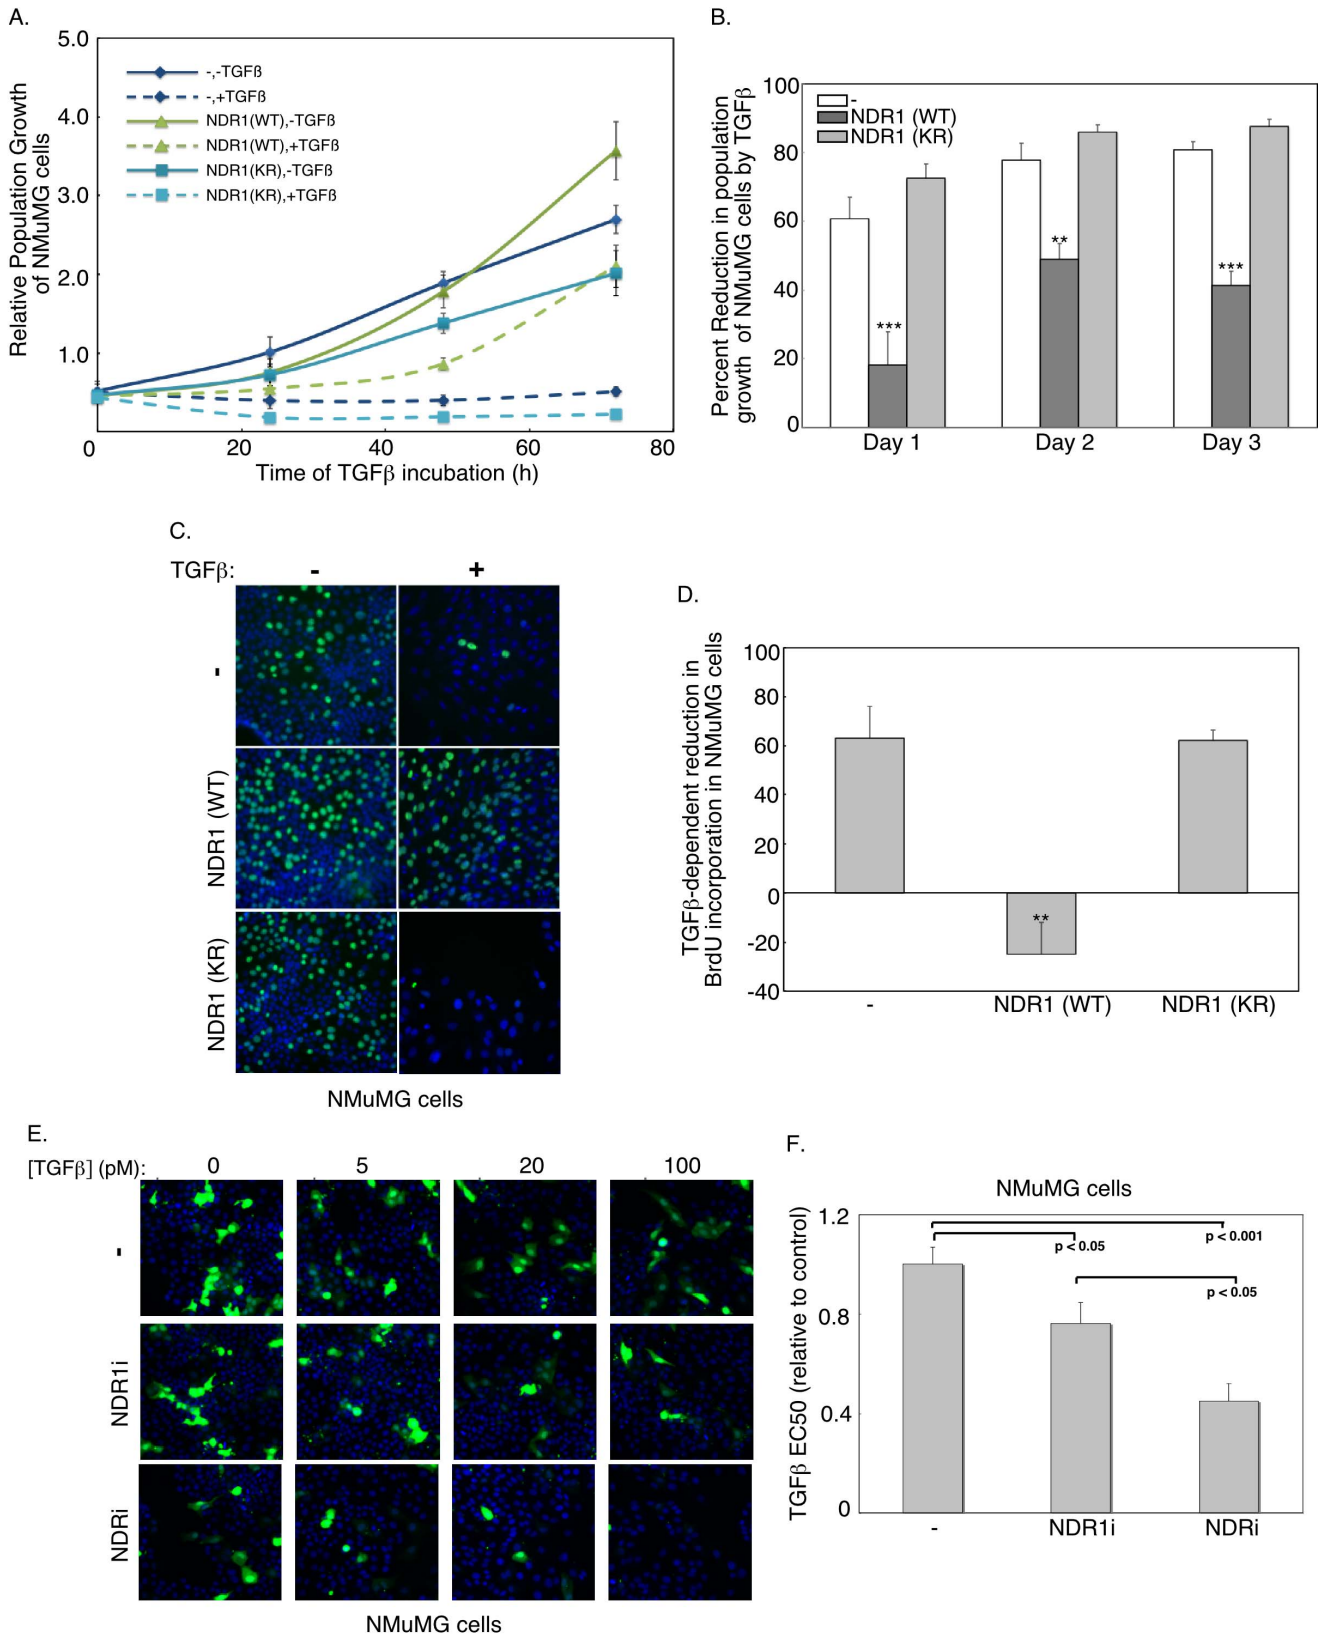 A.
5.0
4.0
3.0
2.0
1.0
0
20
40
60
80
Relative Population Growth
of NMuMG cells
Time of TGFβ incubation (h)
-,-TGFß
-,+TGFß
NDR1(WT),-TGFß
NDR1(WT),+TGFß
NDR1(KR),-TGFß
NDR1(KR),+TGFß
B.
100
80
60
40
20
0
Percent Reduction in population
growth of NMuMG cells by TGFβ
-
NDR1 (WT)
NDR1 (KR)
***
**
***
Day 1
Day 2
Day 3
C.
TGFβ:
-
+
-
NDR1 (WT)
NDR1 (KR)
NMuMG cells
D.
100
80
60
40
20
0
-20
-40
TGFβ-dependent reduction in
BrdU incorporation in NMuMG cells
**
-
NDR1 (WT)
NDR1 (KR)
E.
[TGFβ] (pM):
0
5
20
100
-
NDR1i
NDRi
NMuMG cells
F.
NMuMG cells
1.2
0.8
0.4
0
TGFβ EC50 (relative to control)
p < 0.05
p < 0.001
p < 0.05
-
NDR1i
NDRi